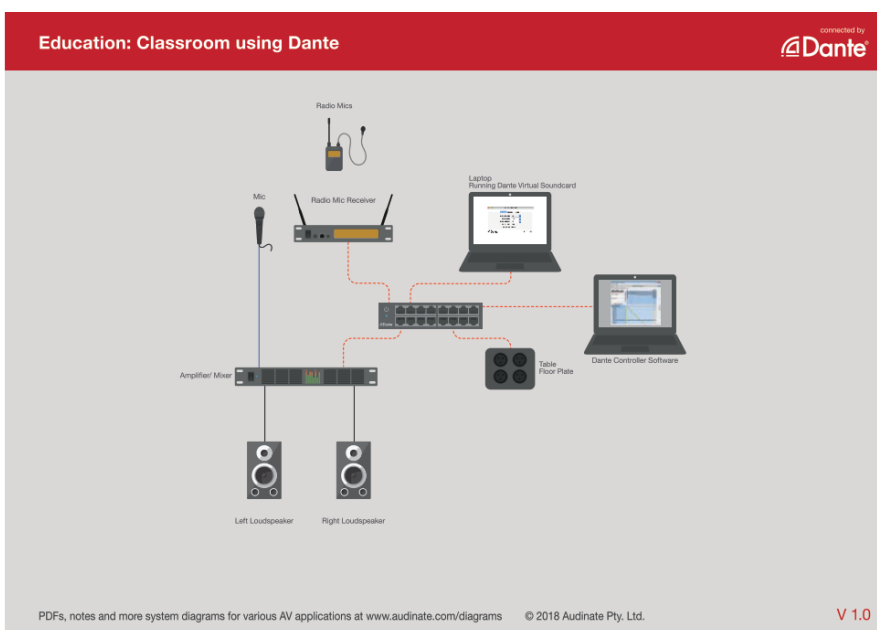 Education: Classroom using Dante
connected by
Dante®
Radio Mics
Laptop
Running Dante Virtual Soundcard
Mic
Radio Mic Receiver
Amplifier/ Mixer
Table
Floor Plate
Dante Controller Software
Left Loudspeaker
Right Loudspeaker
PDFs, notes and more system diagrams for various AV applications at www.audinate.com/diagrams
© 2018 Audinate Pty. Ltd.
V 1.0